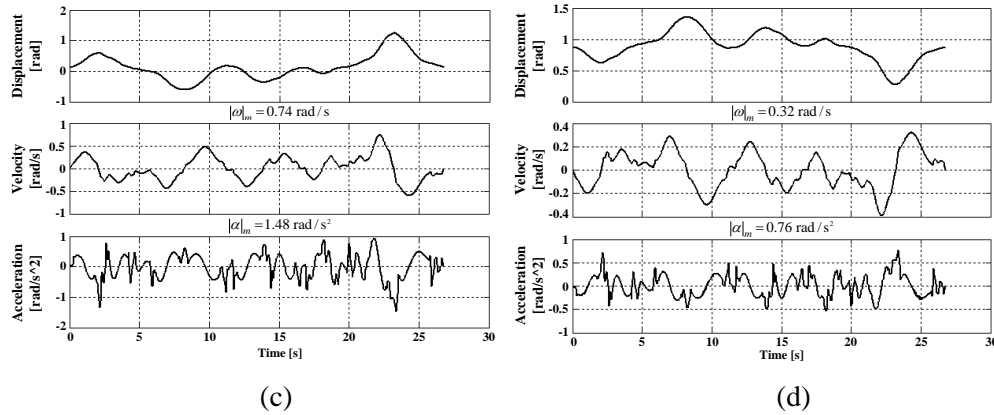 Displacement
[rad]
2
1
0
-1
|ω|ₘ = 0.74 rad / s
Velocity
[rad/s]
1
0.5
0
-0.5
-1
|α|ₘ = 1.48 rad / s²
Acceleration
[rad/s^2]
1
0
-1
-2
0 5 10 15 20 25 30
Time [s]
(c)
Displacement
[rad]
1.5
1
0.5
0
|ω|ₘ = 0.32 rad / s
Velocity
[rad/s]
0.4
0.2
0
-0.2
-0.4
|α|ₘ = 0.76 rad / s²
Acceleration
[rad/s^2]
1
0.5
0
-0.5
-1
0 5 10 15 20 25 30
Time [s]
(d)